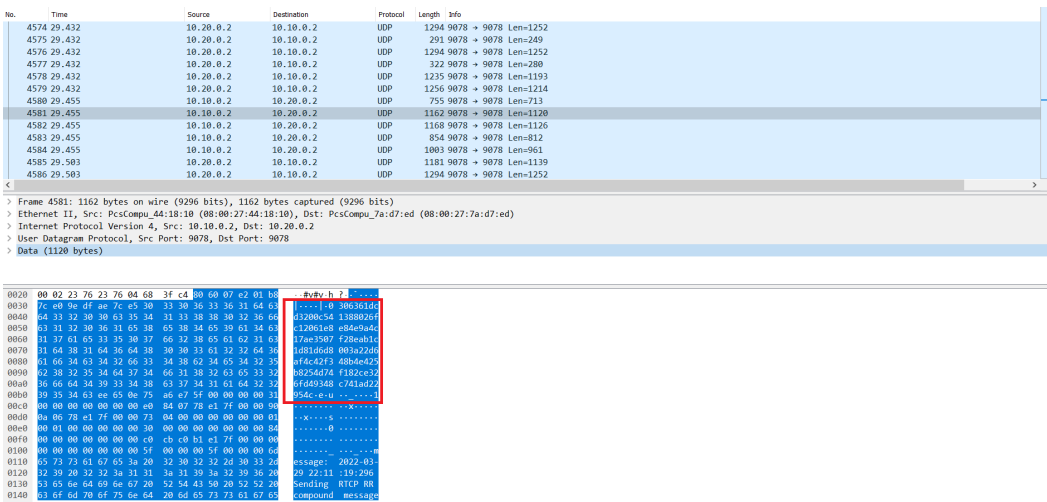 No. Time Source Destination Protocol Length Info
4574 29.432 10.20.0.2 10.10.0.2 UDP 1294 9078 → 9078 Len=1252
4575 29.432 10.20.0.2 10.10.0.2 UDP 291 9078 → 9078 Len=249
4576 29.432 10.20.0.2 10.10.0.2 UDP 1294 9078 → 9078 Len=1252
4577 29.432 10.20.0.2 10.10.0.2 UDP 322 9078 → 9078 Len=280
4578 29.432 10.20.0.2 10.10.0.2 UDP 1235 9078 → 9078 Len=1193
4579 29.432 10.20.0.2 10.10.0.2 UDP 1256 9078 → 9078 Len=1214
4580 29.455 10.10.0.2 10.20.0.2 UDP 755 9078 → 9078 Len=713
4581 29.455 10.10.0.2 10.20.0.2 UDP 1162 9078 → 9078 Len=1120
4582 29.455 10.10.0.2 10.20.0.2 UDP 1168 9078 → 9078 Len=1126
4583 29.455 10.10.0.2 10.20.0.2 UDP 854 9078 → 9078 Len=812
4584 29.455 10.10.0.2 10.20.0.2 UDP 1003 9078 → 9078 Len=961
4585 29.503 10.20.0.2 10.10.0.2 UDP 1181 9078 → 9078 Len=1139
4586 29.503 10.20.0.2 10.10.0.2 UDP 1294 9078 → 9078 Len=1252
Frame 4581: 1162 bytes on wire (9296 bits), 1162 bytes captured (9296 bits)
Ethernet II, Src: PcsCompu_44:18:10 (08:00:27:44:18:10), Dst: PcsCompu_7a:d7:ed (08:00:27:7a:d7:ed)
Internet Protocol Version 4, Src: 10.10.0.2, Dst: 10.20.0.2
User Datagram Protocol, Src Port: 9078, Dst Port: 9078
Data (1120 bytes)
0020 00 02 23 76 23 76 04 68 3f c4 80 60 07 e2 01 b8 ··#v#v·h ?··`····
0030 7c e0 9e df ae 7c e5 30 33 30 36 33 36 31 64 63 |····|·0 306361dc
0040 64 33 32 30 30 63 35 34 31 33 38 38 30 32 36 66 d3200c54 1388026f
0050 63 31 32 30 36 31 65 38 65 38 34 65 39 61 34 63 c12061e8 e84e9a4c
0060 31 37 61 65 33 35 30 37 66 32 38 65 61 62 31 63 17ae3507 f28eab1c
0070 31 64 38 31 64 36 64 38 30 30 33 61 32 32 64 36 1d81d6d8 003a22d6
0080 61 66 34 63 34 32 66 33 34 38 62 34 65 34 32 35 af4c42f3 48b4e425
0090 62 38 32 35 34 64 37 34 66 31 38 32 63 65 33 32 b8254d74 f182ce32
00a0 36 66 64 34 39 33 34 38 63 37 34 31 61 64 32 32 6fd49348 c741ad22
00b0 39 35 34 63 ee 65 0e 75 a6 e7 5f 00 00 00 00 31 954c·e·u ··_····1
00c0 00 00 00 00 00 00 00 e0 84 07 78 e1 7f 00 00 90 ········ ··x·····
00d0 0a 06 78 e1 7f 00 00 73 04 00 00 00 00 00 00 01 ··x····s ········
00e0 00 01 00 00 00 00 00 30 00 00 00 00 00 00 00 84 ·······0 ········
00f0 00 00 00 00 00 00 00 c0 cb c0 b1 e1 7f 00 00 00 ········ ········
0100 00 00 00 00 00 00 00 5f 00 00 00 5f 00 00 00 6d ·······_ ···_···m
0110 65 73 73 61 67 65 3a 20 32 30 32 32 2d 30 33 2d essage: 2022-03-
0120 32 39 20 32 32 3a 31 31 3a 31 39 3a 32 39 36 20 29 22:11 :19:296
0130 53 65 6e 64 69 6e 67 20 52 54 43 50 20 52 52 20 Sending RTCP RR
0140 63 6f 6d 70 6f 75 6e 64 20 6d 65 73 73 61 67 65 compound message